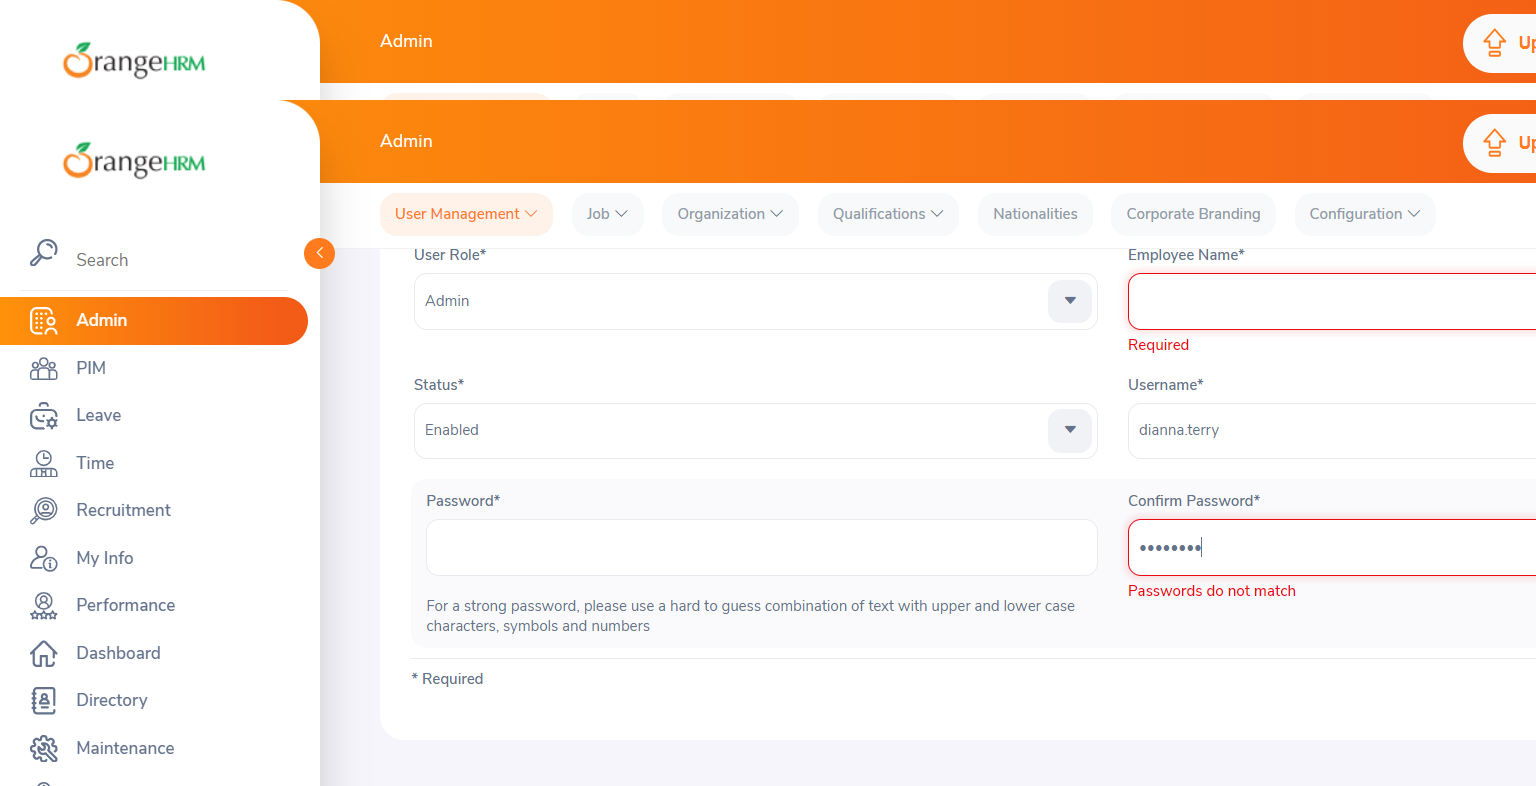 OrangeHRM
Admin
Up
OrangeHRM
Admin
Up
User Management
Job
Organization
Qualifications
Nationalities
Corporate Branding
Configuration
Search
Admin
PIM
Leave
Time
Recruitment
My Info
Performance
Dashboard
Directory
Maintenance
User Role*
Admin
Employee Name*
Required
Status*
Enabled
Username*
dianna.terry
Password*
For a strong password, please use a hard to guess combination of text with upper and lower case
characters, symbols and numbers
Confirm Password*
••••••••
Passwords do not match
* Required